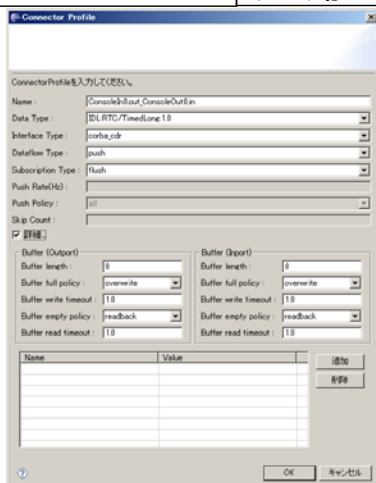 Connector Profile
ConnectorProfileを入力してください。
Name : ConsoleIn0.out_ConsoleOut0.in
Data Type : IDL:RTC/TimedLong:1.0
Interface Type : corba_cdr
Dataflow Type : push
Subscription Type : flush
Push Rate(Hz) :
Push Policy : all
Skip Count :
詳細...
Buffer (Outport) Buffer (Inport)
Buffer length : 8 Buffer length : 8
Buffer full policy : overwrite Buffer full policy : overwrite
Buffer write timeout : 1.0 Buffer write timeout : 1.0
Buffer empty policy : readback Buffer empty policy : readback
Buffer read timeout : 1.0 Buffer read timeout : 1.0
Name Value 追加
削除
OK キャンセル